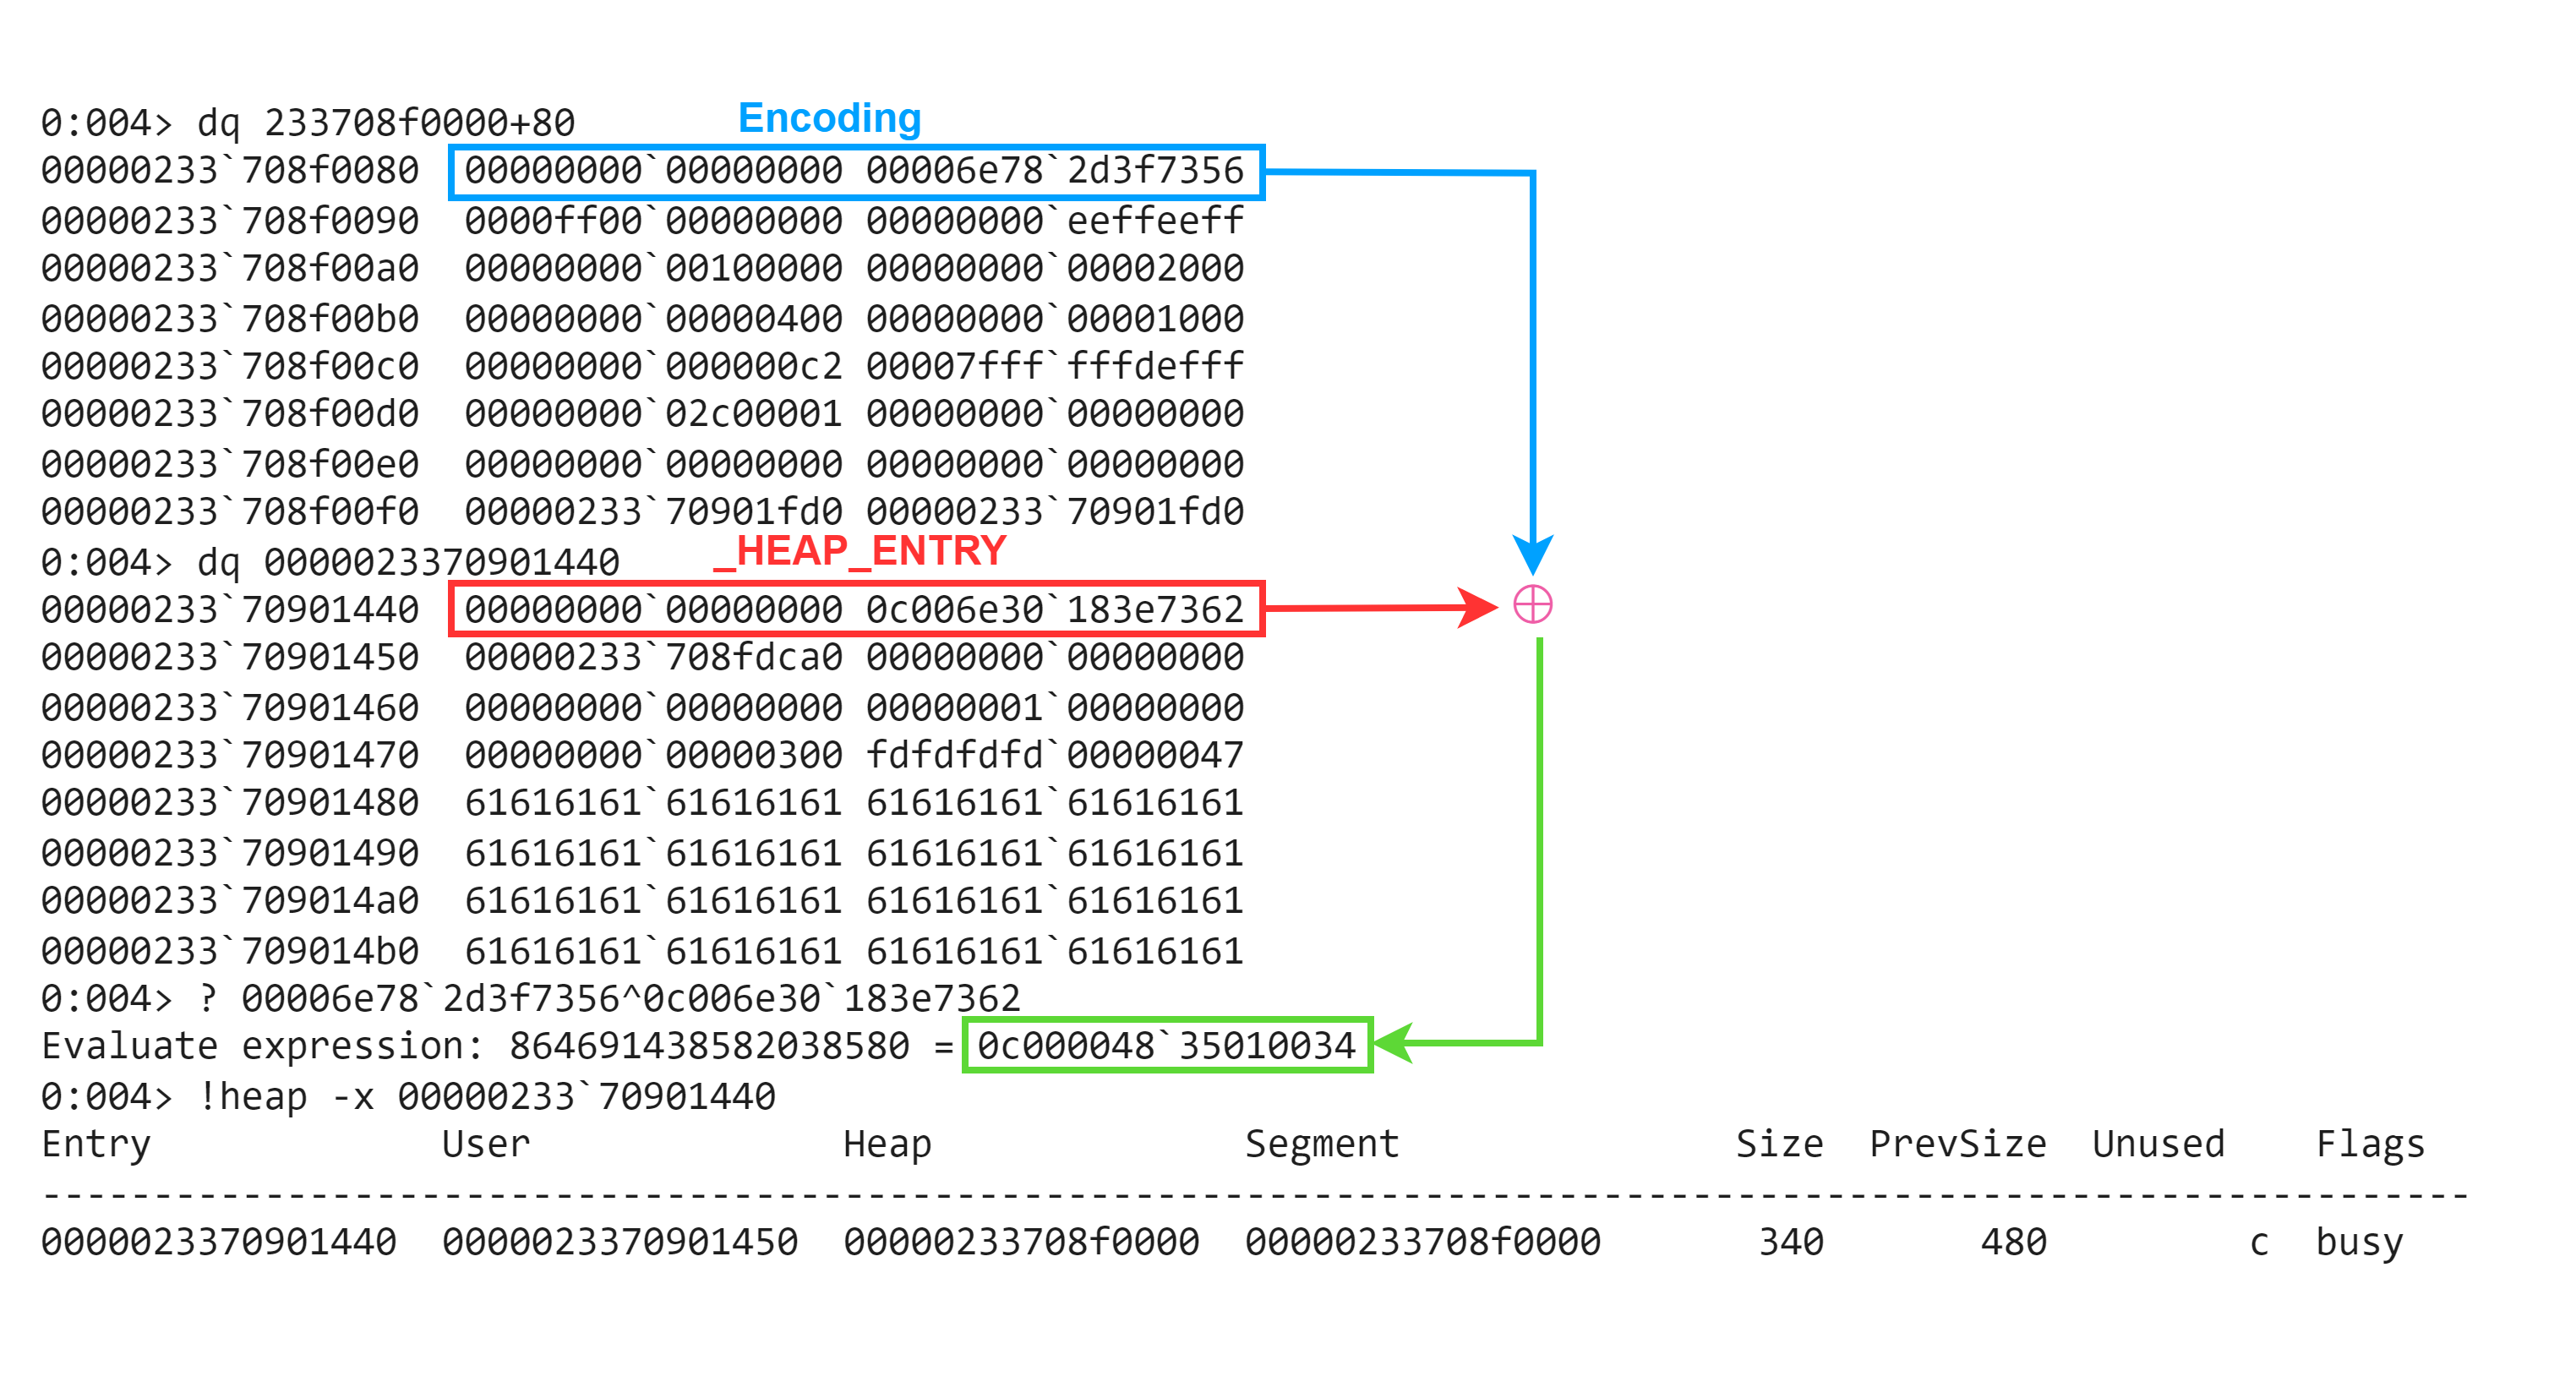 Encoding
0:004> dq 233708f0000+80
00000233`708f0080  00000000`00000000 00006e78`2d3f7356
00000233`708f0090  0000ff00`00000000 00000000`eeffeeff
00000233`708f00a0  00000000`00100000 00000000`00002000
00000233`708f00b0  00000000`00000400 00000000`00001000
00000233`708f00c0  00000000`000000c2 00007fff`fffdefff
00000233`708f00d0  00000000`02c00001 00000000`00000000
00000233`708f00e0  00000000`00000000 00000000`00000000
00000233`708f00f0  00000233`70901fd0 00000233`70901fd0
_HEAP_ENTRY
0:004> dq 0000023370901440
00000233`70901440  00000000`00000000 0c006e30`183e7362
00000233`70901450  00000233`708fdca0 00000000`00000000
00000233`70901460  00000000`00000000 00000001`00000000
00000233`70901470  00000000`00000300 fdfdfdfd`00000047
00000233`70901480  61616161`61616161 61616161`61616161
00000233`70901490  61616161`61616161 61616161`61616161
00000233`709014a0  61616161`61616161 61616161`61616161
00000233`709014b0  61616161`61616161 61616161`61616161
0:004> ? 00006e78`2d3f7356^0c006e30`183e7362
Evaluate expression: 864691438582038580 = 0c000048`35010034
0:004> !heap -x 00000233`70901440
Entry             User              Heap              Segment               Size  PrevSize  Unused    Flags
-------------------------------------------------------------------------------------------------------------
0000023370901440  0000023370901450  00000233708f0000  00000233708f0000       340       480         c  busy